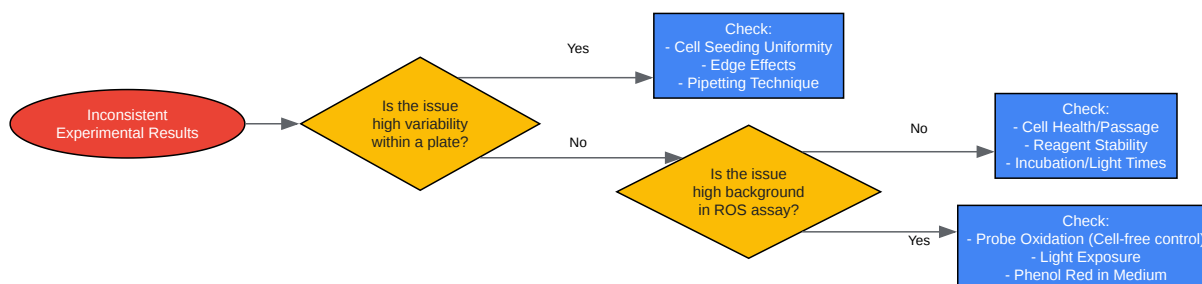 Inconsistent
Experimental Results
Is the issue
high variability
within a plate?
Yes
Check:
- Cell Seeding Uniformity
- Edge Effects
- Pipetting Technique
No
Is the issue
high background
in ROS assay?
No
Check:
- Cell Health/Passage
- Reagent Stability
- Incubation/Light Times
Yes
Check:
- Probe Oxidation (Cell-free control)
- Light Exposure
- Phenol Red in Medium